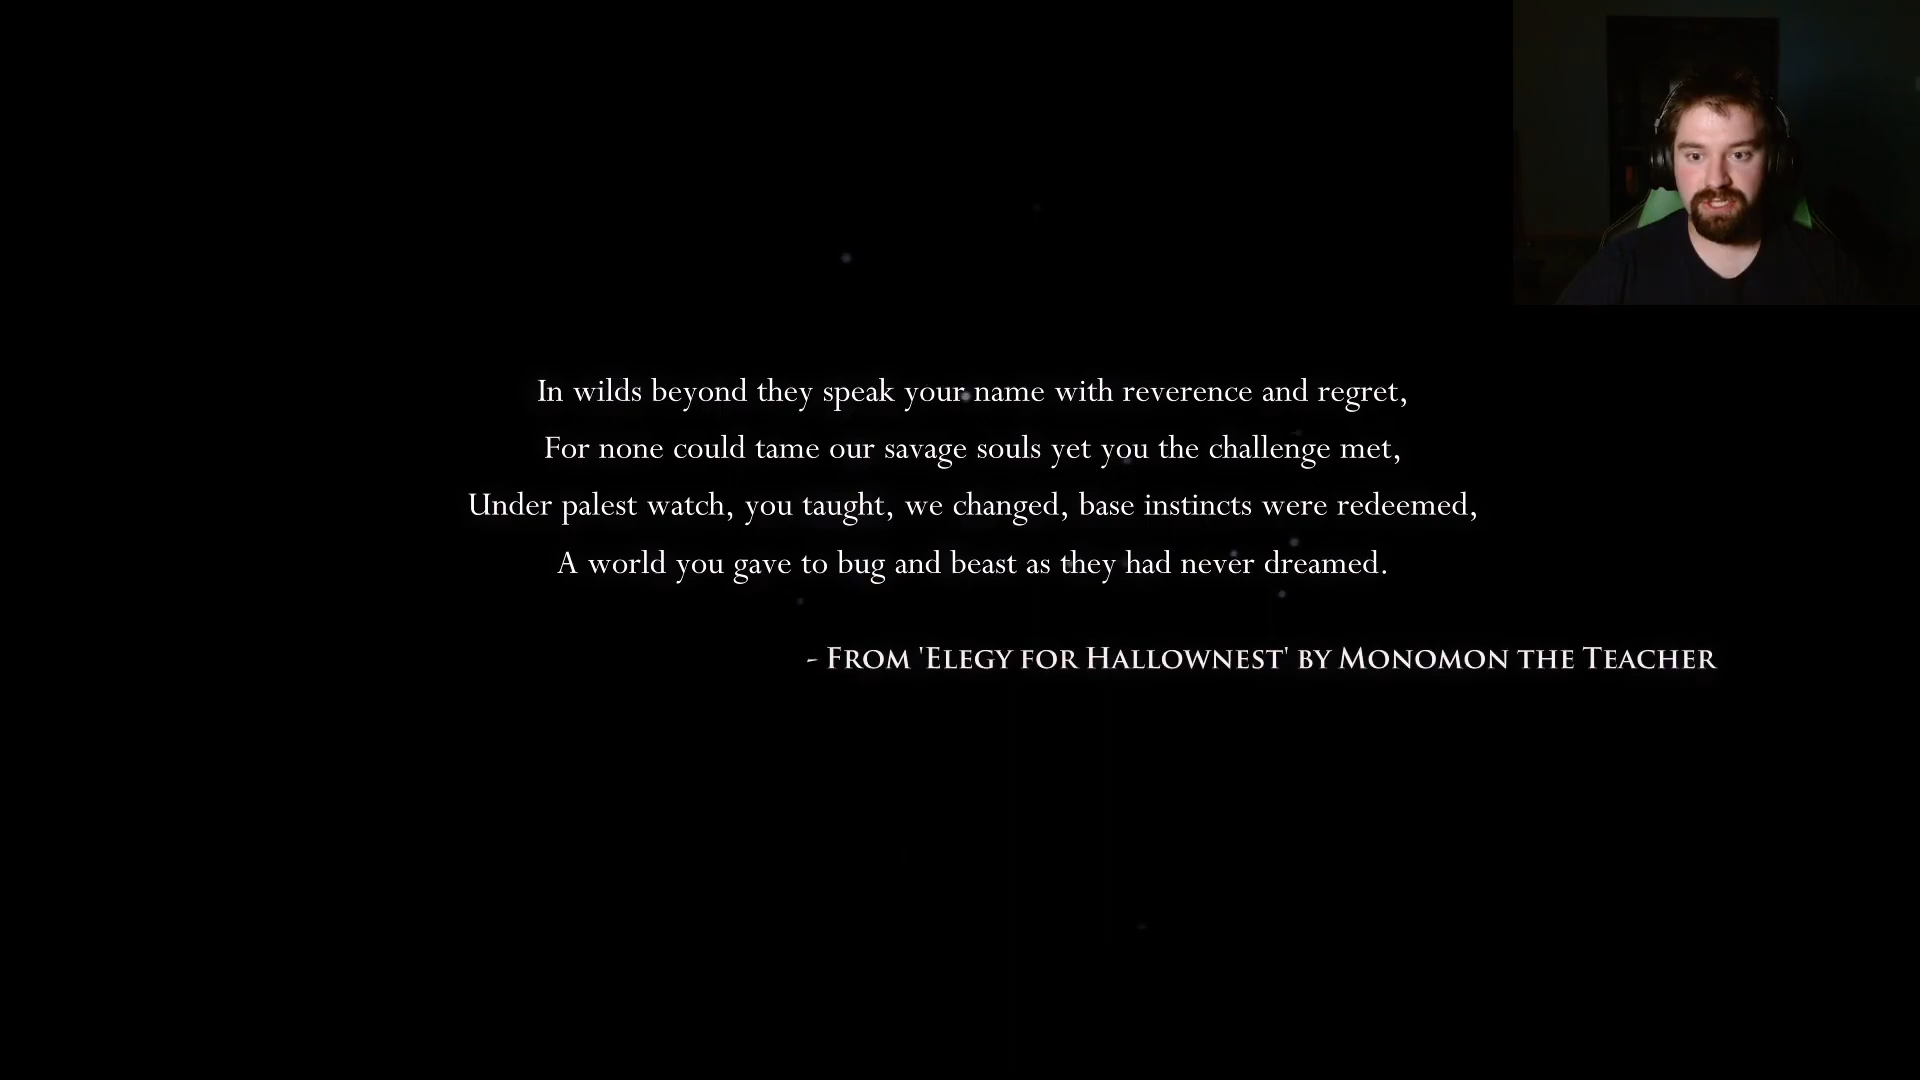 In wilds beyond they speak your name with reverence and regret,
For none could tame our savage souls yet you the challenge met,
Under palest watch, you taught, we changed, base instincts were redeemed,
A world you gave to bug and beast as they had never dreamed.
- From 'Elegy for Hallownest' by Monomon the Teacher